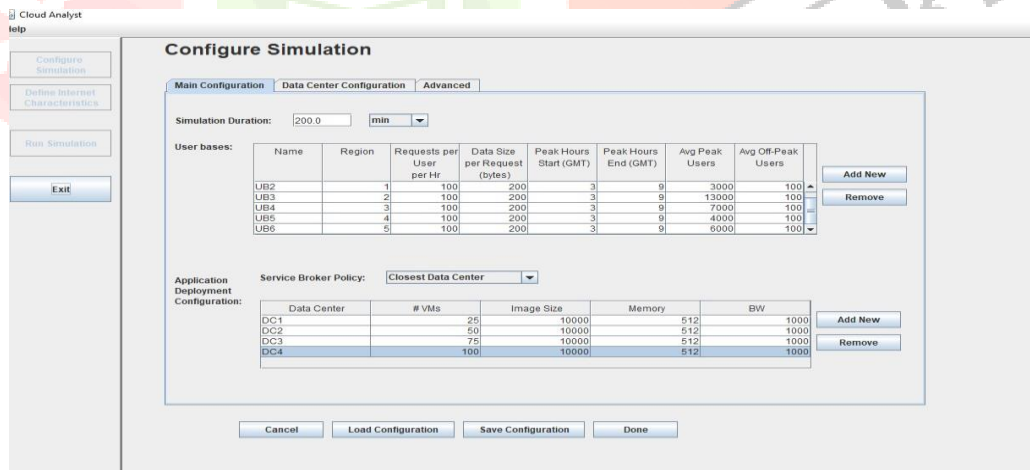 Cloud Analyst
Help
Configure Simulation
Configure
Simulation
Define Internet
Characteristics
Run Simulation
Exit
Main Configuration Data Center Configuration Advanced
Simulation Duration: 200.0 min
User bases:
Name Region Requests per User per Hr Data Size per Request (bytes) Peak Hours Start (GMT) Peak Hours End (GMT) Avg Peak Users Avg Off-Peak Users
UB2 1 100 200 3 9 3000 100
UB3 2 100 200 3 9 13000 100
UB4 3 100 200 3 9 7000 100
UB5 4 100 200 3 9 4000 100
UB6 5 100 200 3 9 6000 100
Add New
Remove
Application
Deployment
Configuration:
Service Broker Policy: Closest Data Center
Data Center # VMs Image Size Memory BW
DC1 25 10000 512 1000
DC2 50 10000 512 1000
DC3 75 10000 512 1000
DC4 100 10000 512 1000
Add New
Remove
Cancel Load Configuration Save Configuration Done